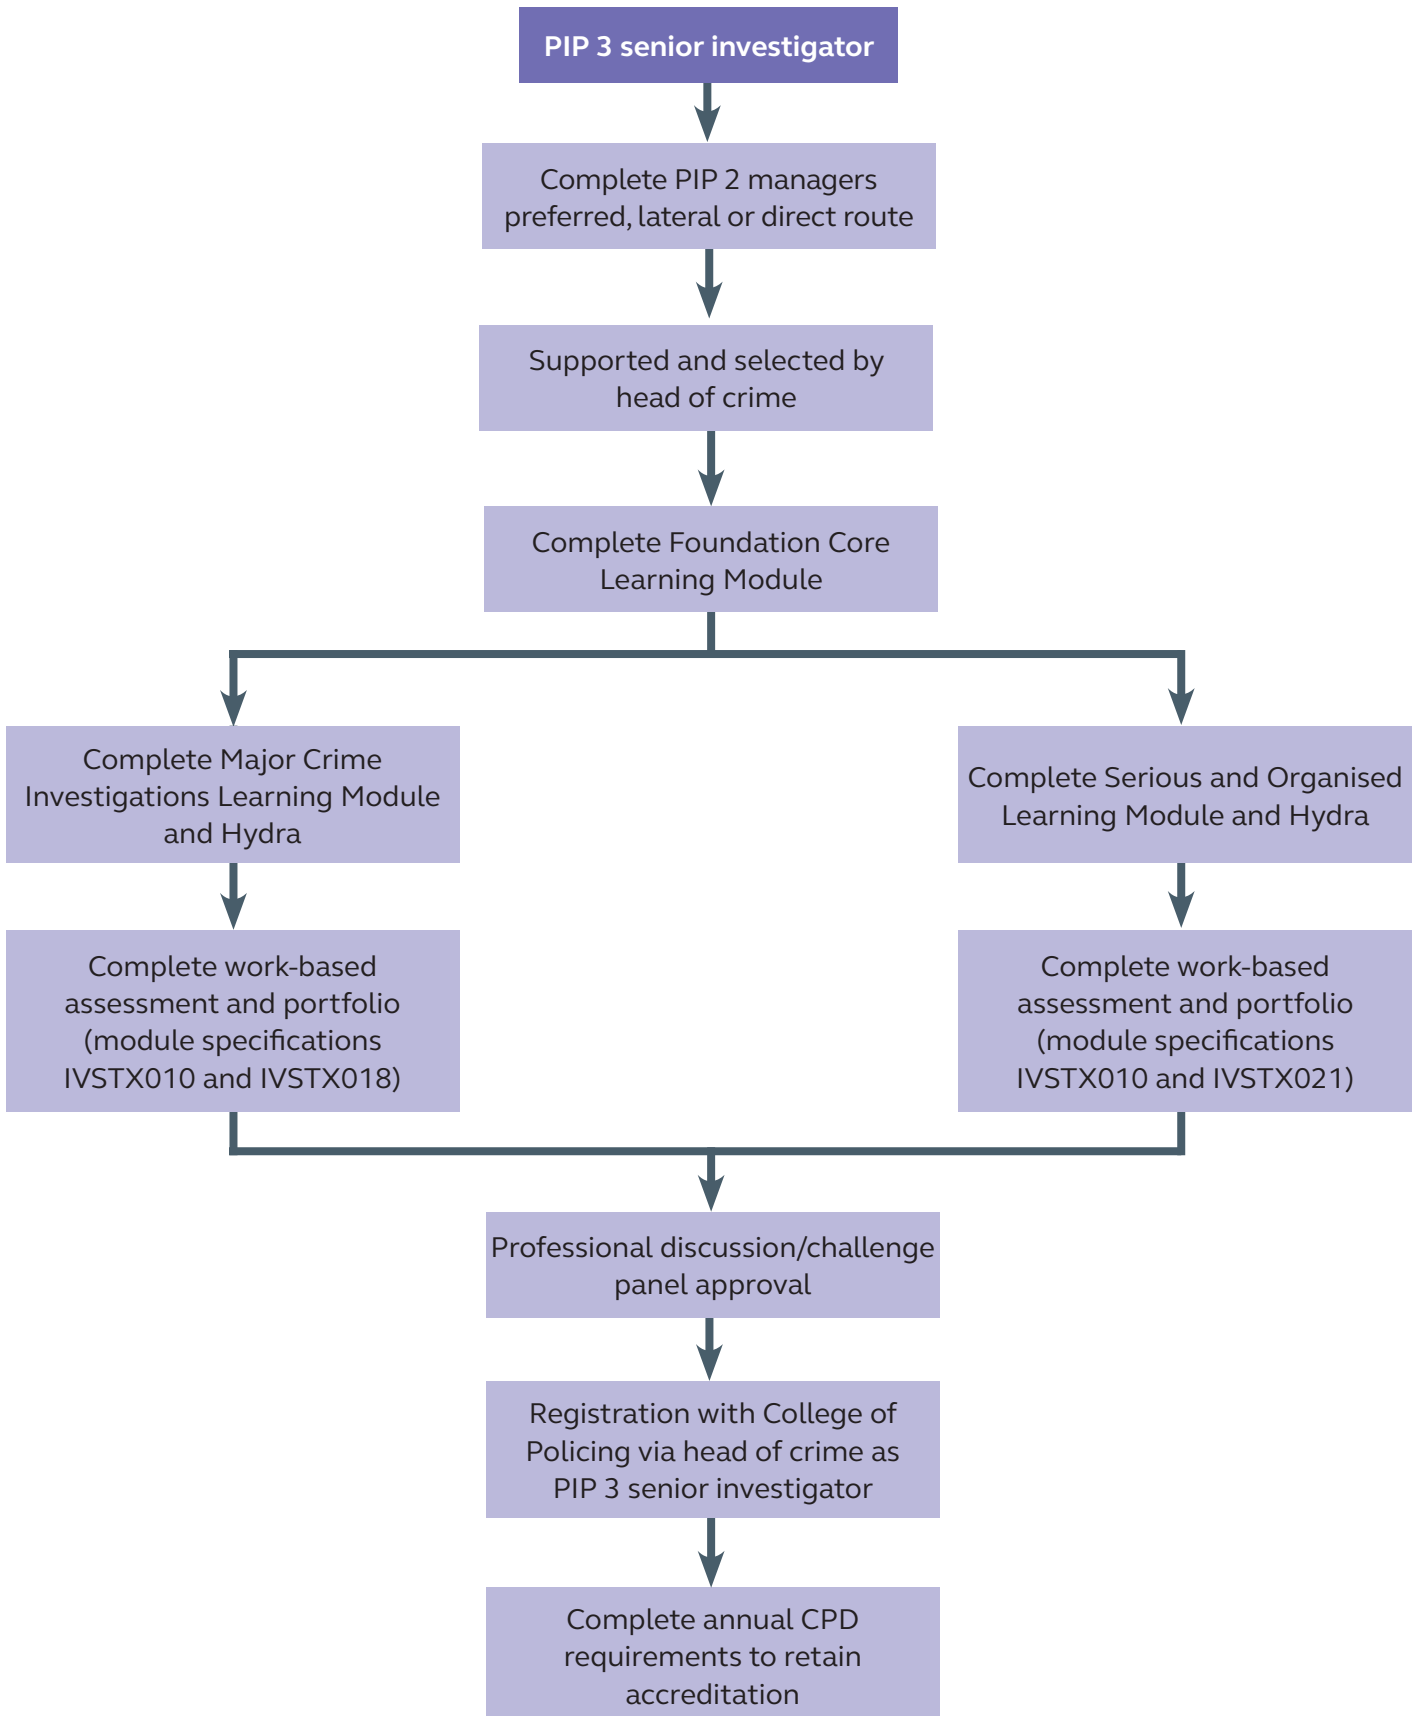 PIP 3 senior investigator
Complete PIP 2 managers
preferred, lateral or direct route
Supported and selected by
head of crime
Complete Foundation Core
Learning Module
Complete Major Crime
Investigations Learning Module
and Hydra
Complete Serious and Organised
Learning Module and Hydra
Complete work-based
assessment and portfolio
(module specifications
IVSTX010 and IVSTX018)
Complete work-based
assessment and portfolio
(module specifications
IVSTX010 and IVSTX021)
Professional discussion/challenge
panel approval
Registration with College of
Policing via head of crime as
PIP 3 senior investigator
Complete annual CPD
requirements to retain
accreditation